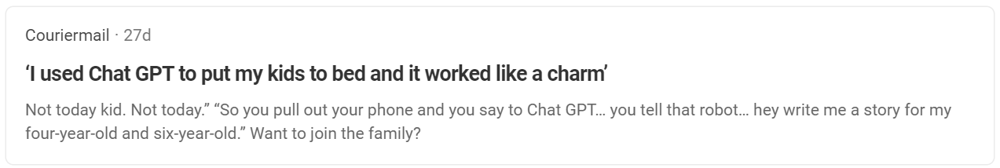 Couriermail · 27d
‘I used Chat GPT to put my kids to bed and it worked like a charm’
Not today kid. Not today.” “So you pull out your phone and you say to Chat GPT... you tell that robot... hey write me a story for my
four-year-old and six-year-old.” Want to join the family?